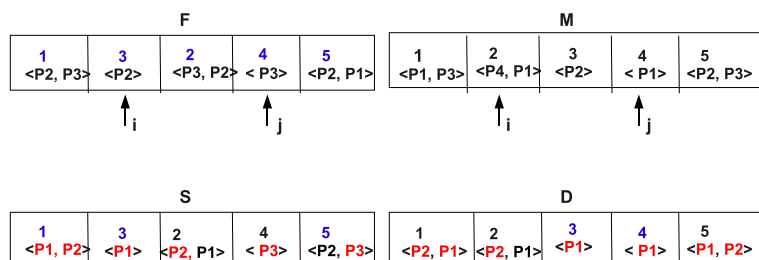 F M
1 3 2 4 5 1 2 3 4 5
<P2, P3> <P2> <P3, P2> < P3> <P2, P1> <P1, P3> <P4, P1> <P2> < P1> <P2, P3>
i j i j
S D
1 3 2 4 5 1 2 3 4 5
<P1, P2> <P1> <P2, P1> < P3> <P2, P3> <P2, P1> <P2, P1> <P1> < P1> <P1, P2>